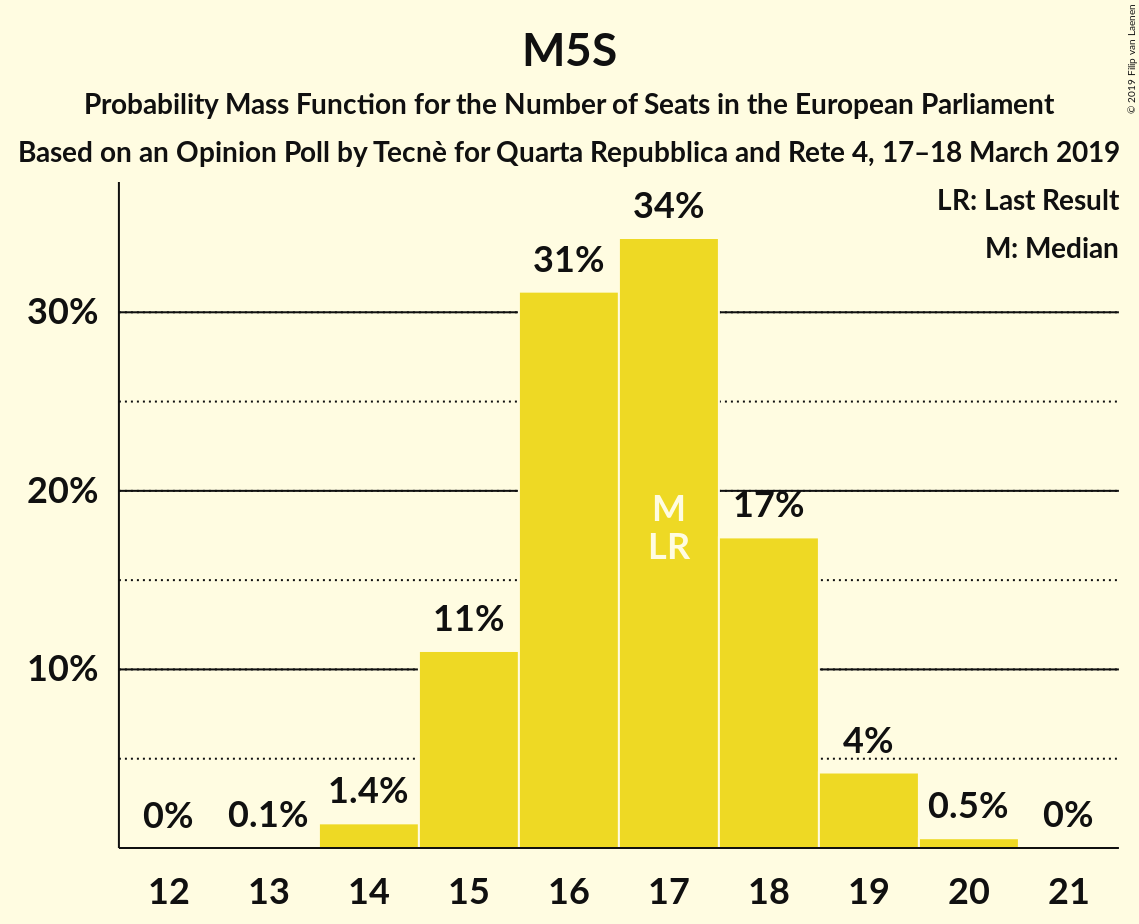 M5S
Probability Mass Function for the Number of Seats in the European Parliament
Based on an Opinion Poll by Tecnè for Quarta Repubblica and Rete 4, 17–18 March 2019
© 2019 Filip van Laenen
LR: Last Result
M: Median
34%
31%
30%
20%
17%
M
LR
11%
10%
4%
1.4%
0%
0.1%
0.5%
0%
12 13 14 15 16 17 18 19 20 21